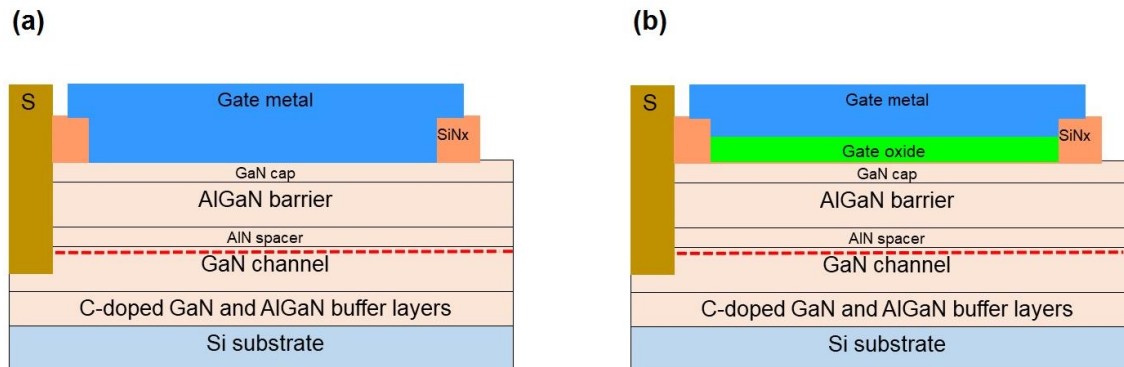 (a)
S
Gate metal
SiNx
GaN cap
AlGaN barrier
AlN spacer
GaN channel
C-doped GaN and AlGaN buffer layers
Si substrate
(b)
S
Gate metal
SiNx
Gate oxide
GaN cap
AlGaN barrier
AlN spacer
GaN channel
C-doped GaN and AlGaN buffer layers
Si substrate